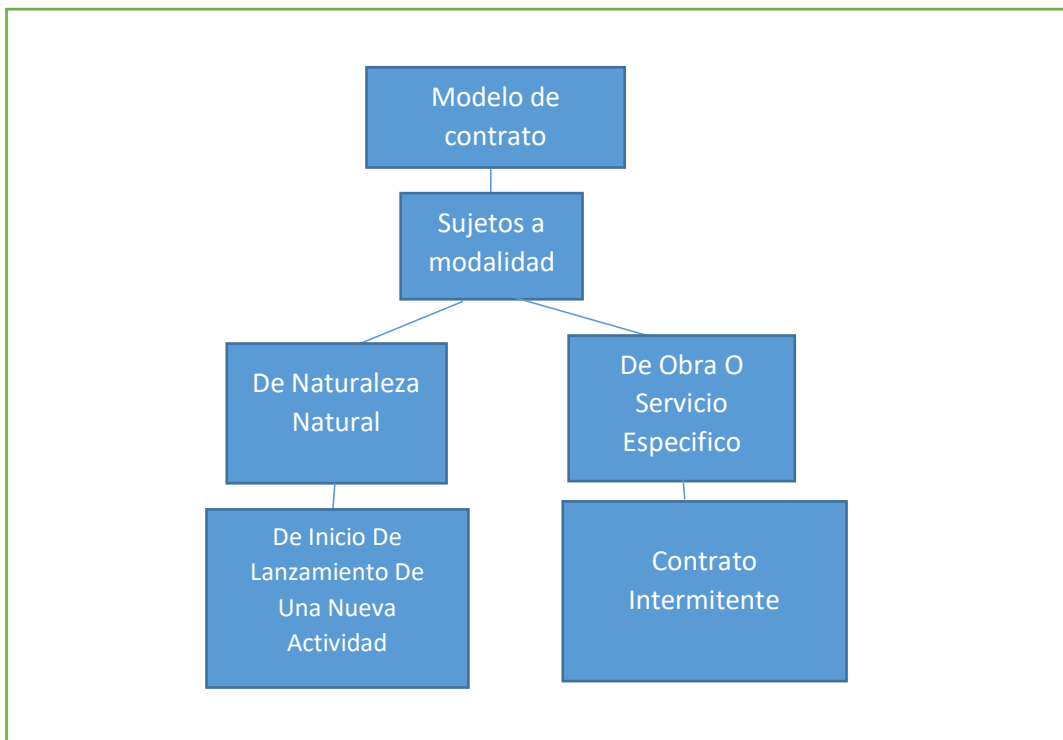 Modelo de
contrato
Sujetos a
modalidad
De Naturaleza
Natural
De Obra O
Servicio
Especifico
De Inicio De
Lanzamiento De
Una Nueva
Actividad
Contrato
Intermitente